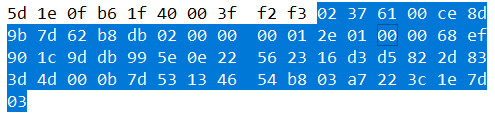 5d 1e 0f b6 1f 40 00 3f f2 f3 02 37 61 00 ce 8d
9b 7d 62 b8 db 02 00 00 00 01 2e 01 00 00 68 ef
90 1c 9d db 99 5e 0e 22 56 23 16 d3 d5 82 2d 83
3d 4d 00 0b 7d 53 13 46 54 b8 03 a7 22 3c 1e 7d
03